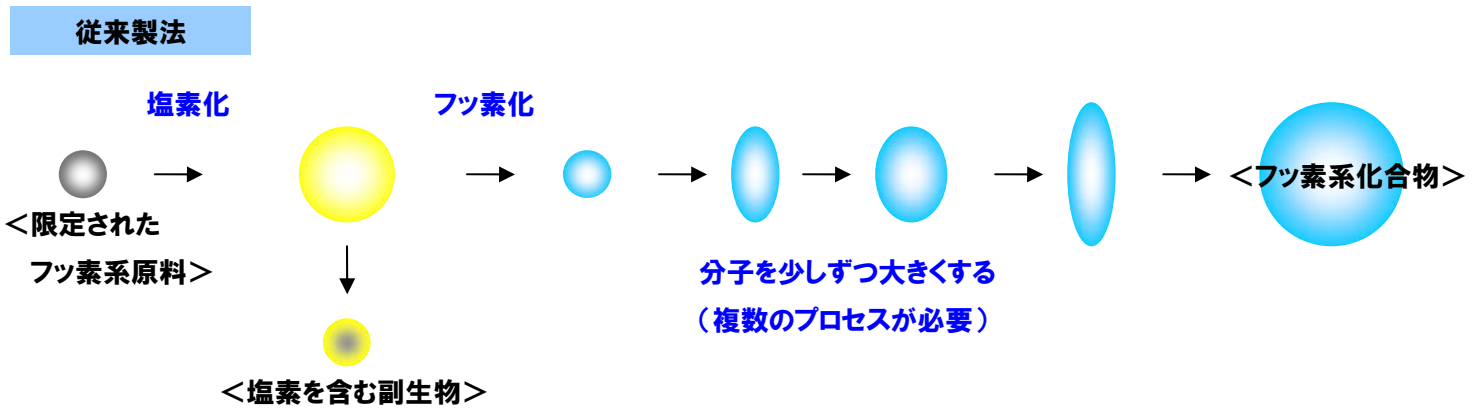 従来製法
塩素化
フッ素化
＜限定された
フッ素系原料＞
＜フッ素系化合物＞
分子を少しずつ大きくする
（複数のプロセスが必要）
＜塩素を含む副生物＞